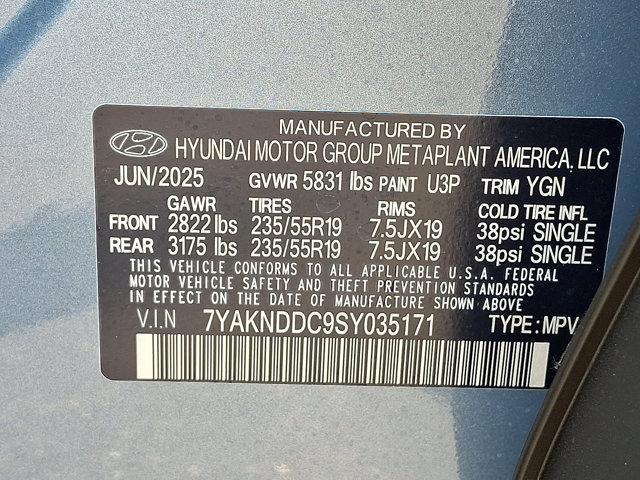 MANUFACTURED BY
HYUNDAI MOTOR GROUP METAPLANT AMERICA. LLC
JUN/2025 GVWR 5831 lbs PAINT U3P TRIM YGN
GAWR TIRES RIMS COLD TIRE INFL
FRONT 2822 lbs 235/55R19 7.5JX19 38psi SINGLE
REAR 3175 lbs 235/55R19 7.5JX19 38psi SINGLE
THIS VEHICLE CONFORMS TO ALL APPLICABLE U.S.A. FEDERAL
MOTOR VEHICLE SAFETY AND THEFT PREVENTION STANDARDS
IN EFFECT ON THE DATE OF MANUFACTURE SHOWN ABOVE
V.I.N 7YAKNDDC9SY035171 TYPE: MPV